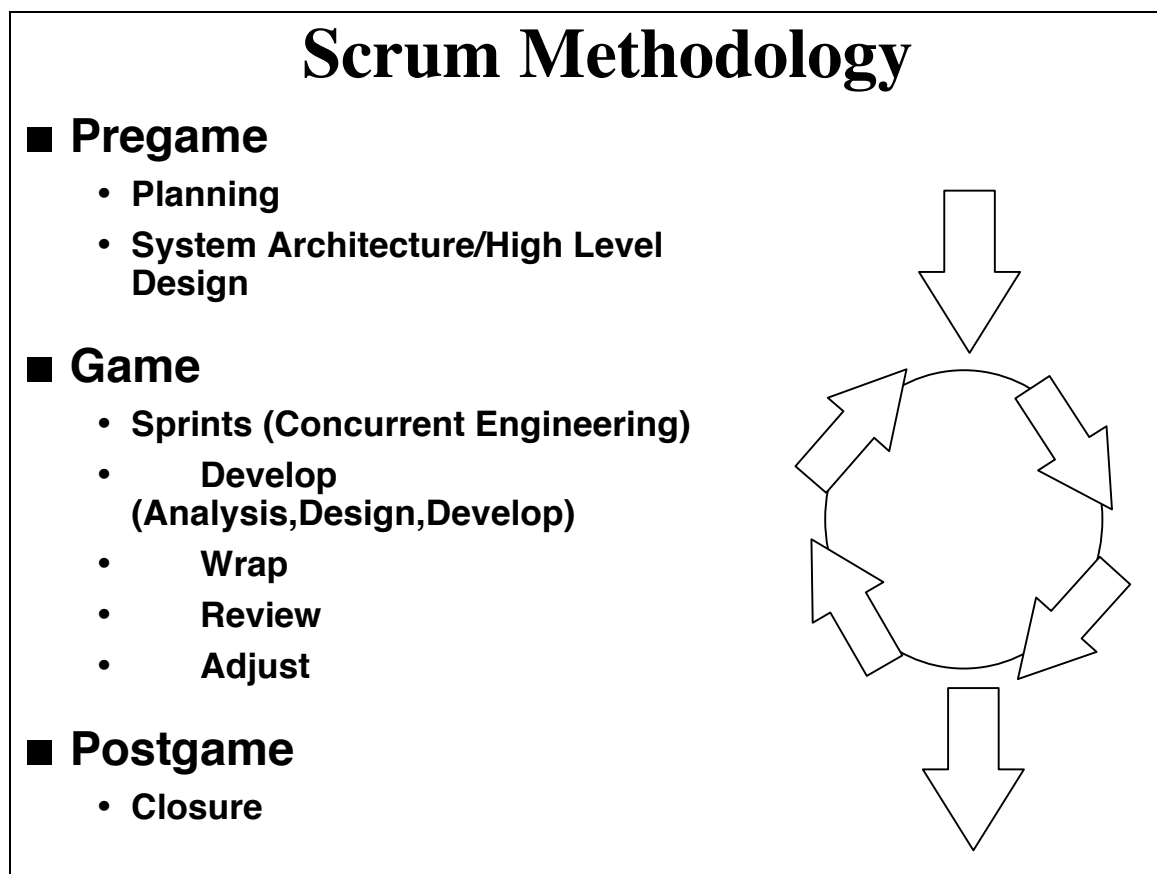 Scrum Methodology
■ Pregame
• Planning
• System Architecture/High Level
Design
■ Game
• Sprints (Concurrent Engineering)
• Develop
(Analysis,Design,Develop)
• Wrap
• Review
• Adjust
■ Postgame
• Closure